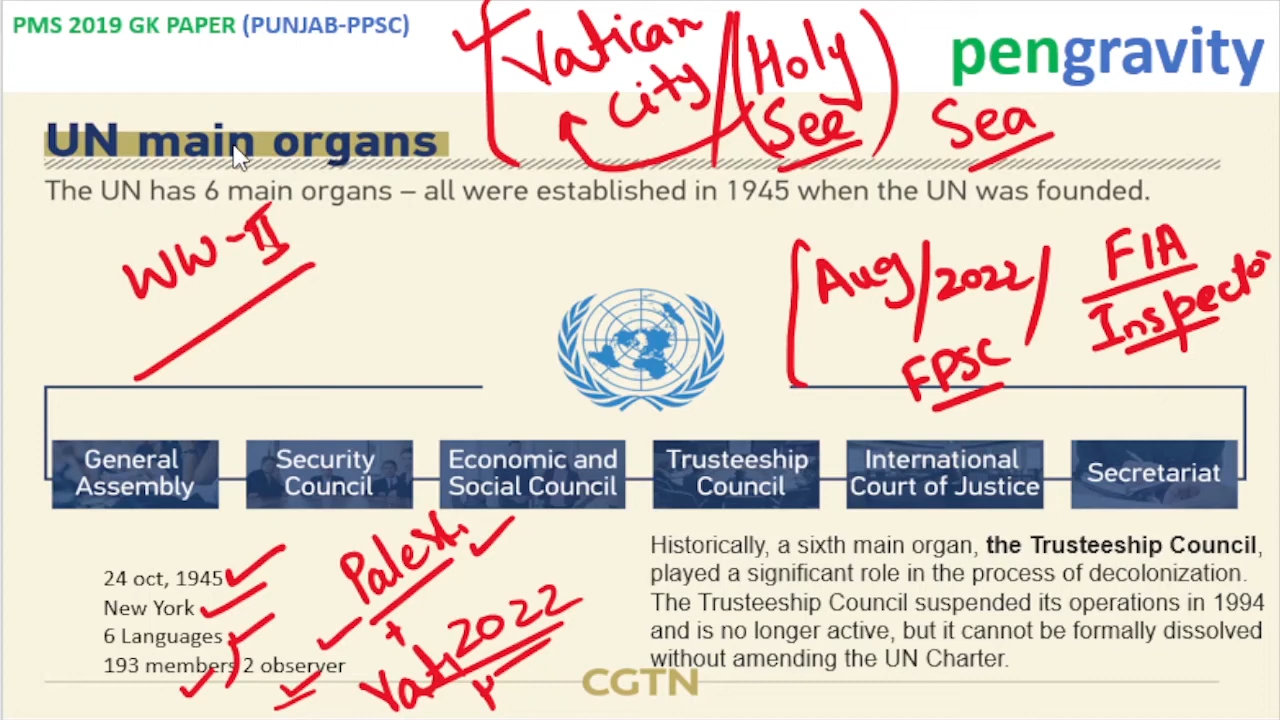 PMS 2019 GK PAPER (PUNJAB-PPSC)
pengravity
Vatican City / (Holy See)
Sea
UN main organs
The UN has 6 main organs – all were established in 1945 when the UN was founded.
WW-II
Aug/2022/
FPSC
FIA
Inspector
General Assembly
Security Council
Economic and Social Council
Trusteeship Council
International Court of Justice
Secretariat
24 oct, 1945
New York
6 Languages
193 members 2 observer
+
2022
Historically, a sixth main organ, the Trusteeship Council,
played a significant role in the process of decolonization.
The Trusteeship Council suspended its operations in 1994
and is no longer active, but it cannot be formally dissolved
without amending the UN Charter.
CGTN